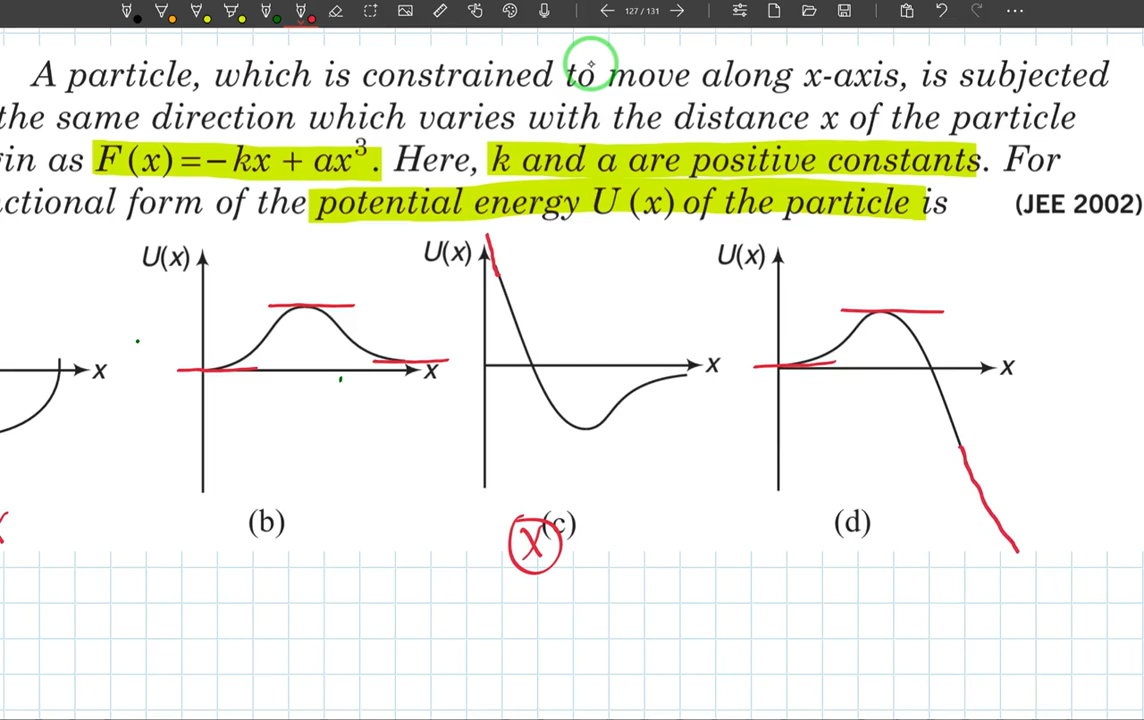 127 / 131
A particle, which is constrained to move along x-axis, is subjected
the same direction which varies with the distance x of the particle
in as F (x) = − kx + ax³. Here, k and a are positive constants. For
ctional form of the potential energy U (x) of the particle is (JEE 2002)
U(x) U(x) U(x)
x x x x
(b) (c) (d)
X